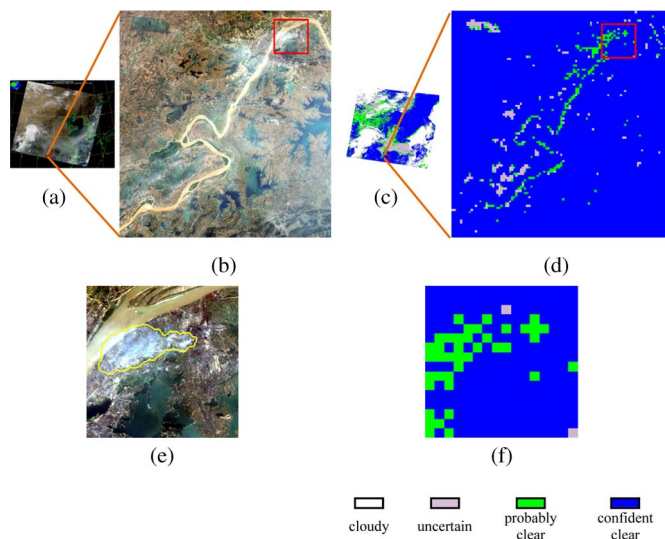 (a)
(b)
(c)
(d)
(e)
(f)
cloudy
uncertain
probably
clear
confident
clear